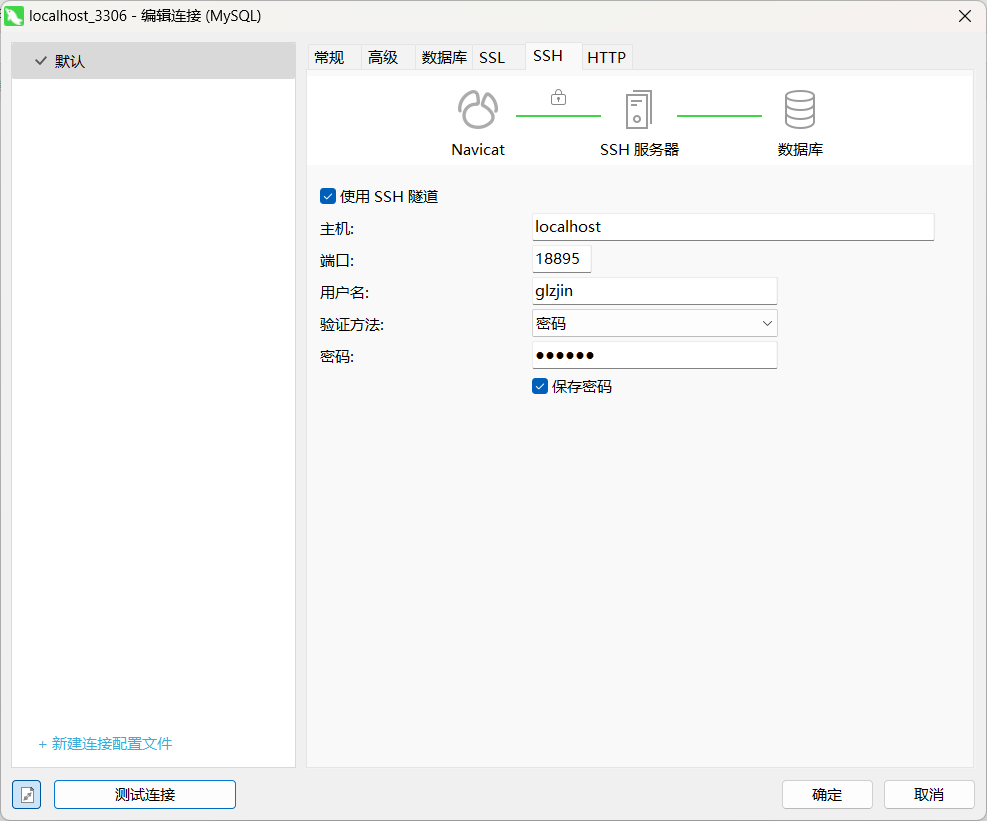 localhost_3306 - 编辑连接 (MySQL)
默认
常规 高级 数据库 SSL SSH HTTP
Navicat SSH 服务器 数据库
使用 SSH 隧道
主机: localhost
端口: 18895
用户名: glzjin
验证方法: 密码
密码: ●●●●●●
保存密码
+ 新建连接配置文件
测试连接 确定 取消